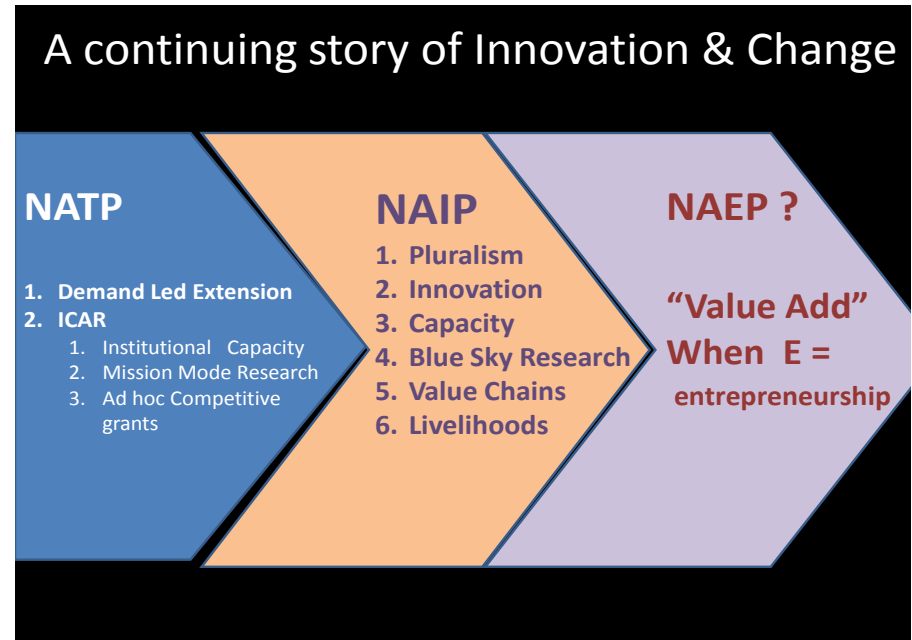 A continuing story of Innovation & Change
NATP
1. Demand Led Extension
2. ICAR
1. Institutional Capacity
2. Mission Mode Research
3. Ad hoc Competitive
grants
NAIP
1. Pluralism
2. Innovation
3. Capacity
4. Blue Sky Research
5. Value Chains
6. Livelihoods
NAEP ?
“Value Add”
When E =
entrepreneurship